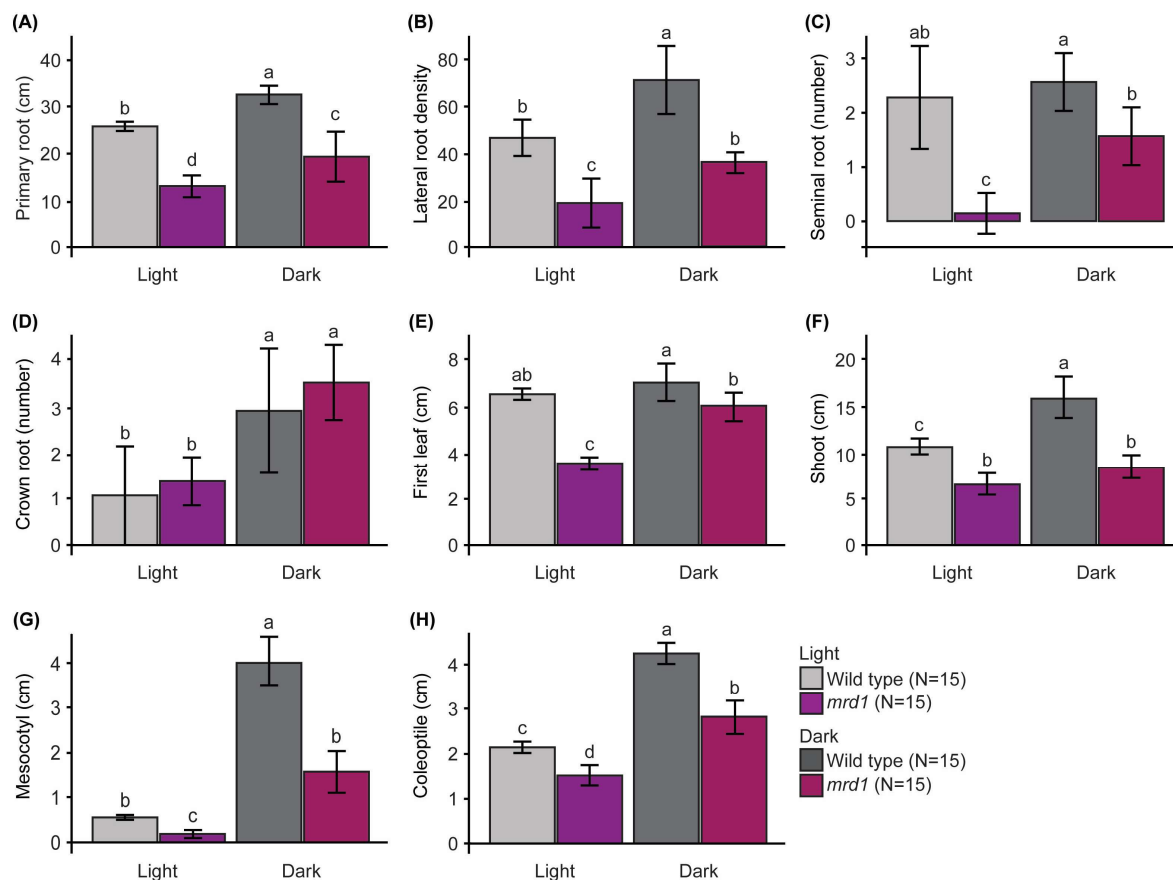 (A)
Primary root (cm)
40
30
20
10
0
b
d
a
c
Light
Dark
(B)
Lateral root density
80
60
40
20
0
b
c
a
b
Light
Dark
(C)
Seminal root (number)
3
2
1
0
ab
c
a
b
Light
Dark
(D)
Crown root (number)
4
3
2
1
0
b
b
a
a
Light
Dark
(E)
First leaf (cm)
8
6
4
2
0
ab
c
a
b
Light
Dark
(F)
Shoot (cm)
20
15
10
5
0
c
b
a
b
Light
Dark
(G)
Mesocotyl (cm)
4
3
2
1
0
b
c
a
b
Light
Dark
(H)
Coleoptile (cm)
4
3
2
1
0
c
d
a
b
Light
Dark
Light
Wild type (N=15)
mrd1 (N=15)
Dark
Wild type (N=15)
mrd1 (N=15)